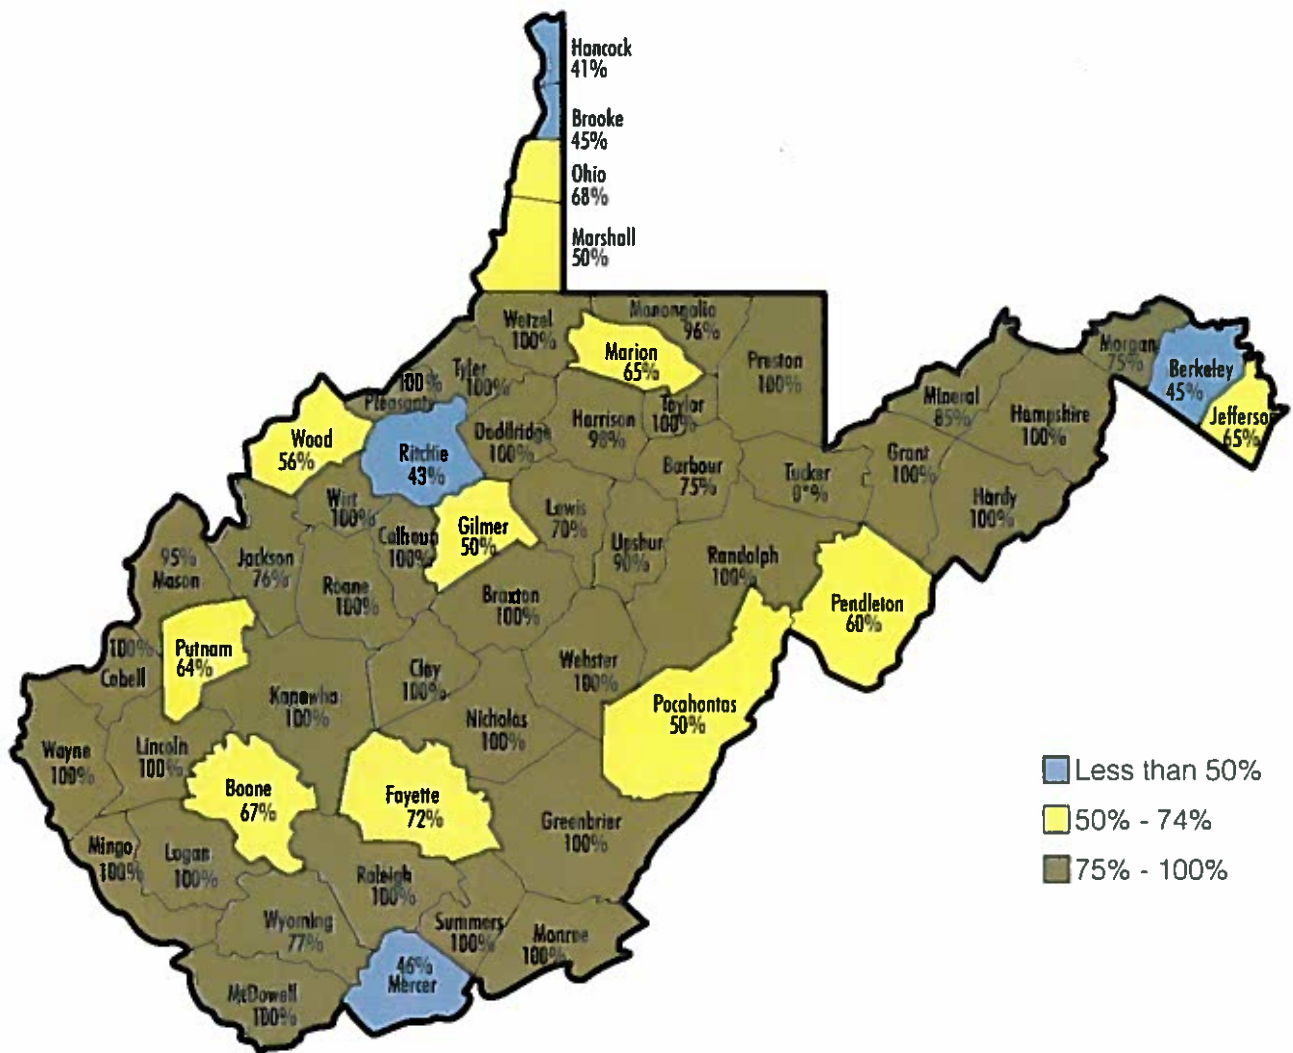 Hancock
41%
Brooke
45%
Ohio
68%
Marshall
50%
Wetzel
100%
Monongalia
96%
Marion
65%
Preston
100%
Tyler
100%
100%
Pleasants
Morgan
75%
Berkeley
45%
Jefferso
65%
Mineral
85%
Hampshire
100%
Wood
56%
Ritchie
43%
Doddridge
100%
Harrison
98%
Taylor
100%
Barbour
75%
Tucker
0*%
Grant
100%
Hardy
100%
Wirt
100%
Calhoun
100%
Gilmer
50%
Lewis
70%
Upshur
90%
Randolph
100%
95%
Mason
Jackson
76%
Roane
100%
Braxton
100%
Pendleton
60%
100%
Cabell
Putnam
64%
Kanawha
100%
Clay
100%
Webster
100%
Nicholas
100%
Pocahontas
50%
Wayne
100%
Lincoln
100%
Boone
67%
Fayette
72%
Greenbrier
100%
Mingo
100%
Logan
100%
Raleigh
100%
Wyoming
77%
Summers
100%
Monroe
100%
McDowell
100%
46%
Mercer
Less than 50%
50% - 74%
75% - 100%